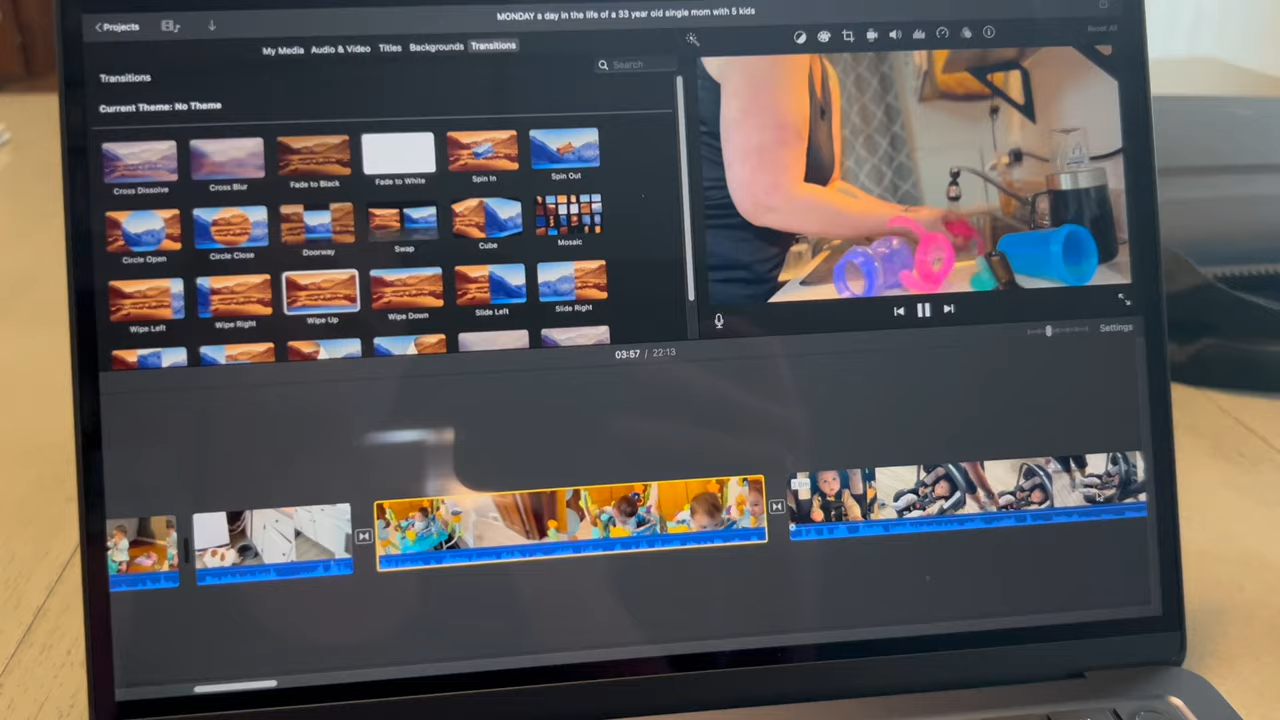 MONDAY a day in the life of a 33 year old single mom with 5 kids
Projects
My Media Audio & Video Titles Backgrounds Transitions
Reset All
Transitions
Search
Current Theme: No Theme
Cross Dissolve Cross Blur Fade to Black Fade to White Spin In Spin Out
Circle Open Circle Close Doorway Swap Cube Mosaic
Wipe Left Wipe Right Wipe Up Wipe Down Slide Left Slide Right
03:57 / 22:13
Settings